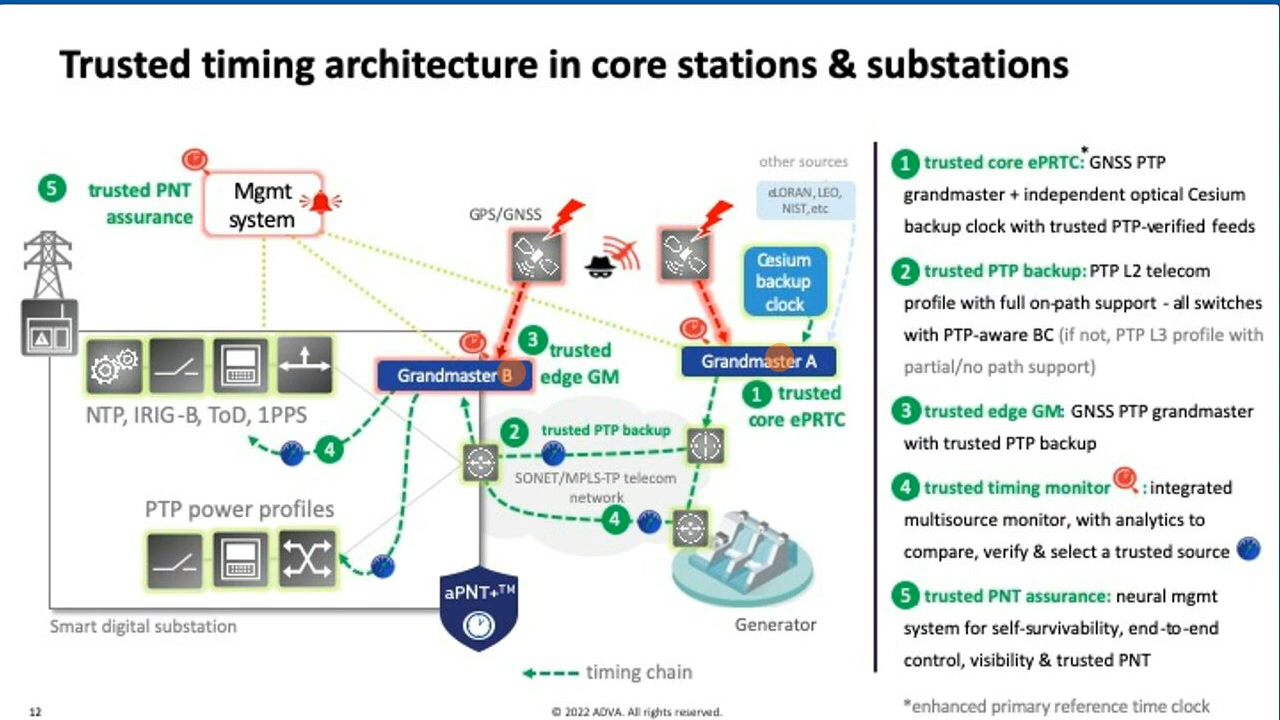 Trusted timing architecture in core stations & substations
5
trusted PNT
assurance
Mgmt
system
GPS/GNSS
other sources
eLORAN, LEO,
NIST, etc
Cesium
backup
clock
3
trusted
edge GM
Grandmaster B
Grandmaster A
1 trusted
core ePRTC
NTP, IRIG-B, ToD, 1PPS
4
2 trusted PTP backup
SONET/MPLS-TP telecom
network
4
PTP power profiles
aPNT+™
Smart digital substation
Generator
timing chain
1 trusted core ePRTC:* GNSS PTP
grandmaster + independent optical Cesium
backup clock with trusted PTP-verified feeds
2 trusted PTP backup: PTP L2 telecom
profile with full on-path support - all switches
with PTP-aware BC (if not, PTP L3 profile with
partial/no path support)
3 trusted edge GM: GNSS PTP grandmaster
with trusted PTP backup
4 trusted timing monitor : integrated
multisource monitor, with analytics to
compare, verify & select a trusted source
5 trusted PNT assurance: neural mgmt
system for self-survivability, end-to-end
control, visibility & trusted PNT
*enhanced primary reference time clock
12
© 2022 ADVA. All rights reserved.